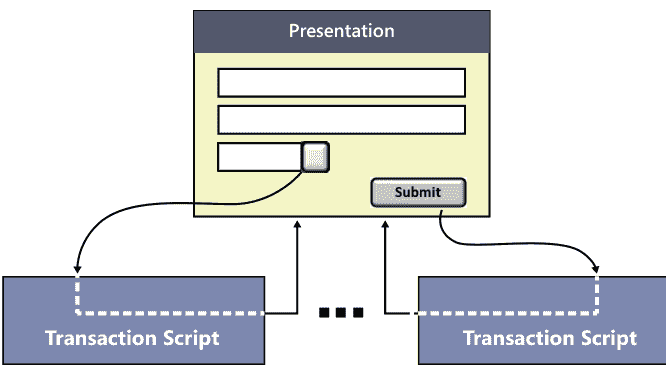 Presentation
Submit
Transaction Script
Transaction Script